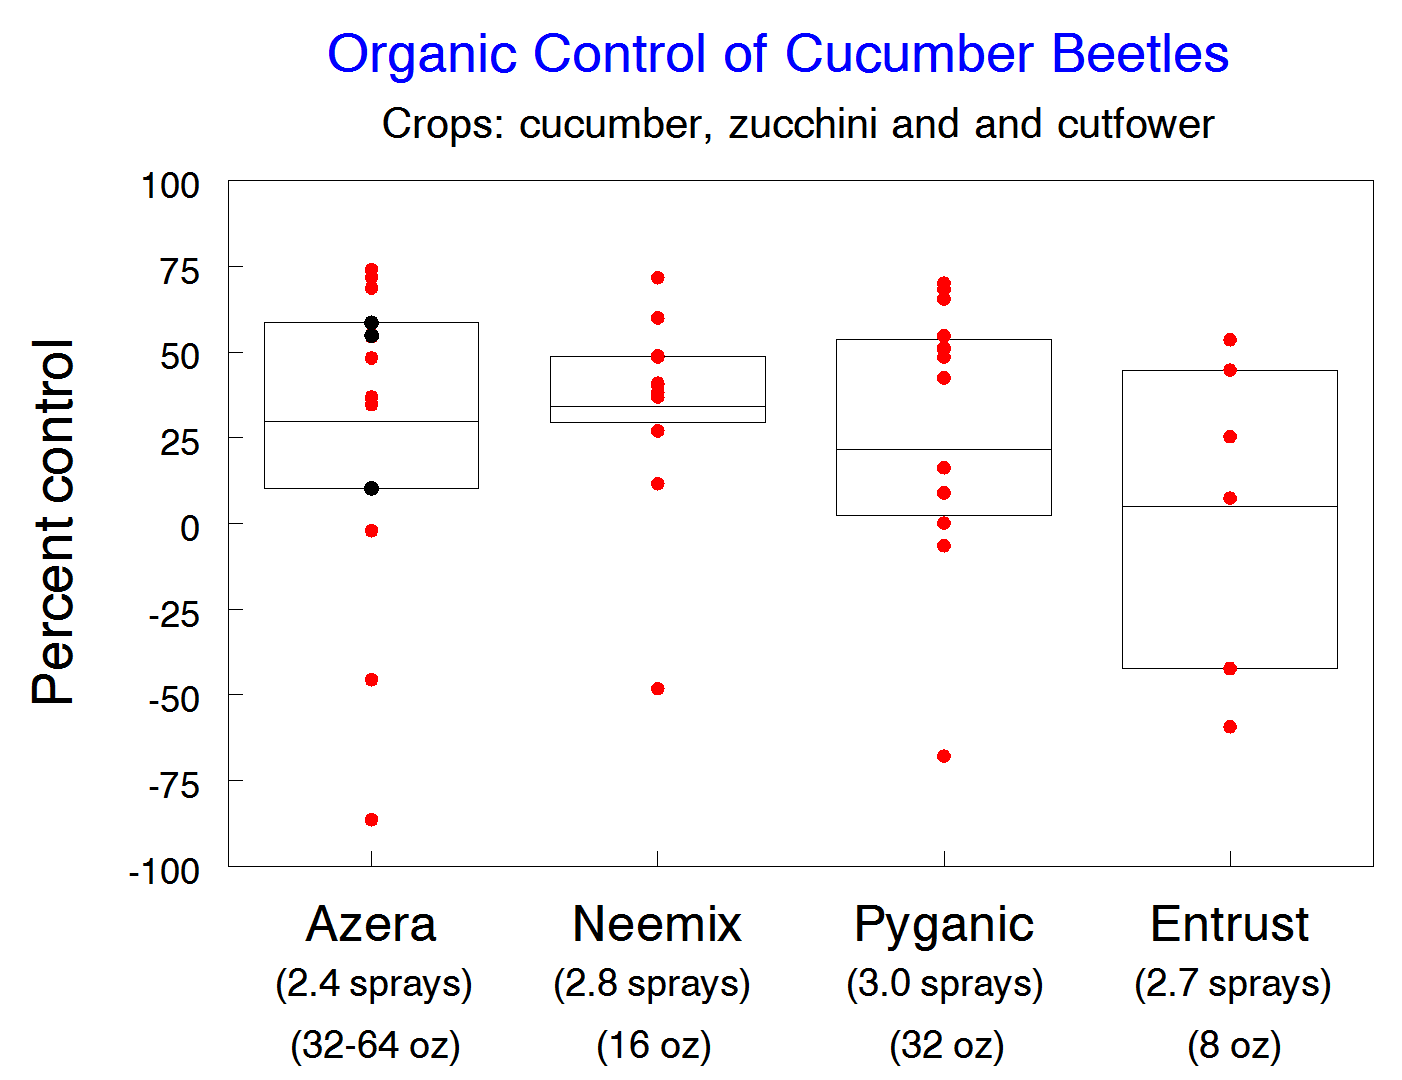 Organic Control of Cucumber Beetles
Crops: cucumber, zucchini and and cutfower
100
75
50
25
0
-25
-50
-75
-100
Percent control
Azera Neemix Pyganic Entrust
(2.4 sprays) (2.8 sprays) (3.0 sprays) (2.7 sprays)
(32-64 oz) (16 oz) (32 oz) (8 oz)